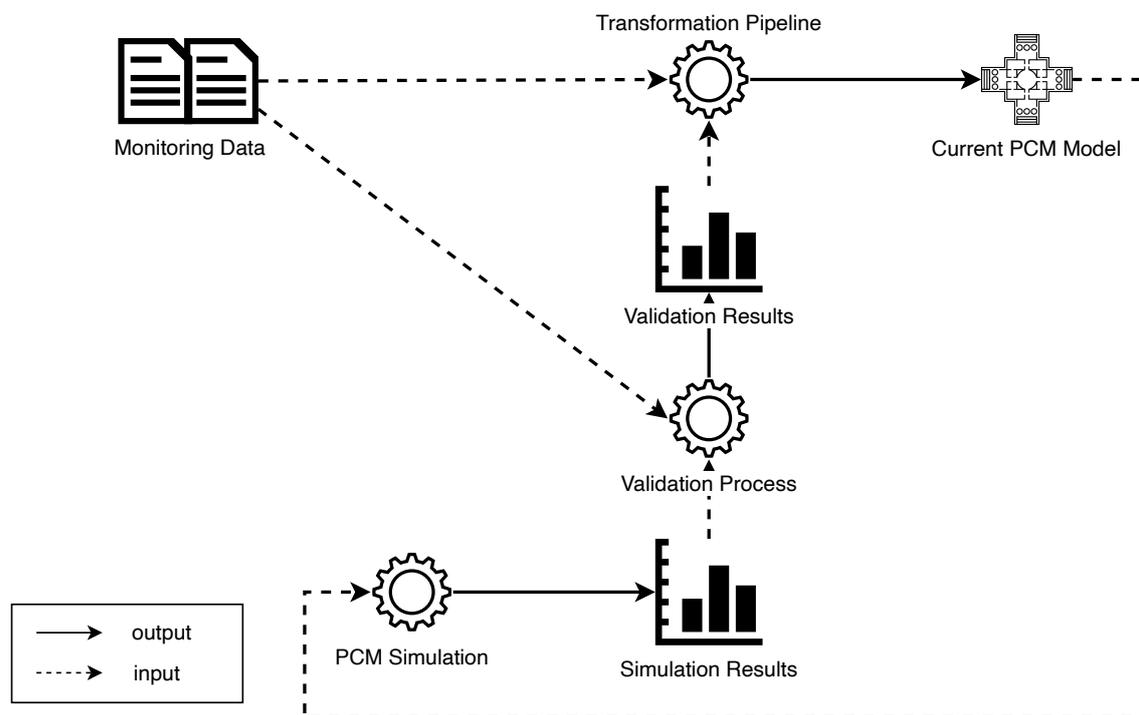 Transformation Pipeline
Monitoring Data
Current PCM Model
Validation Results
Validation Process
PCM Simulation
Simulation Results
output
input